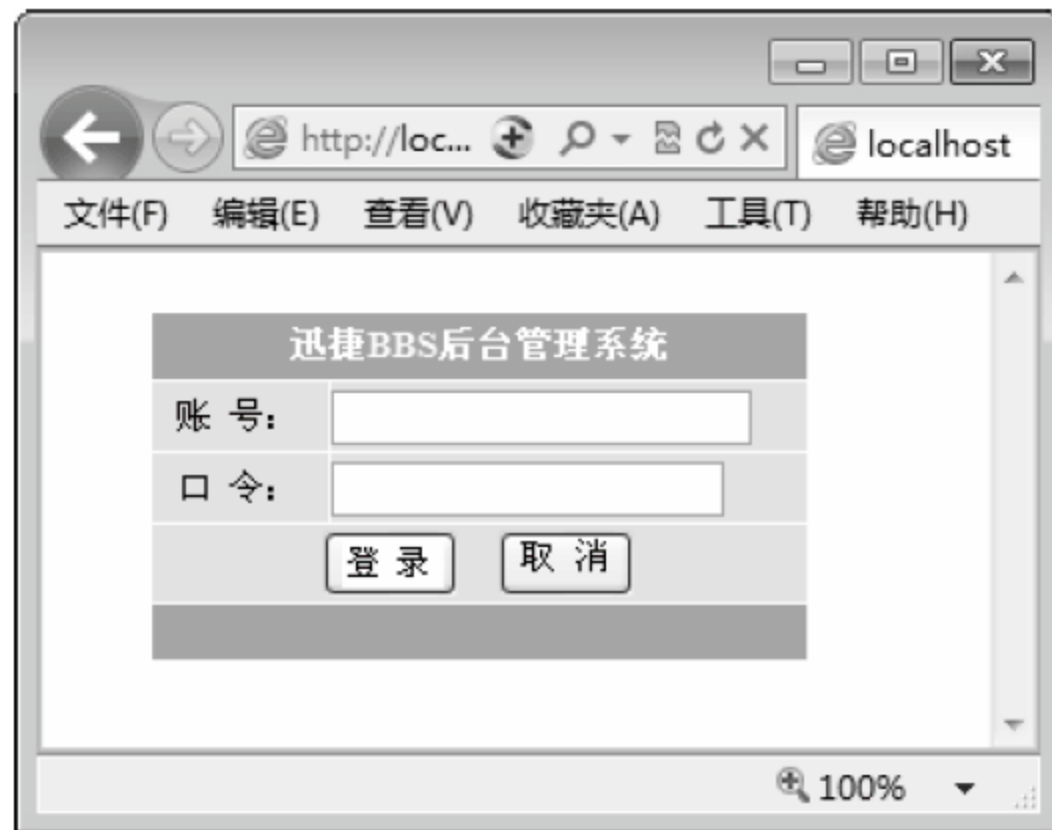 http://loc...
localhost
文件(F) 编辑(E) 查看(V) 收藏夹(A) 工具(T) 帮助(H)
迅捷BBS后台管理系统
账 号：
口 令：
登 录 取 消
100%